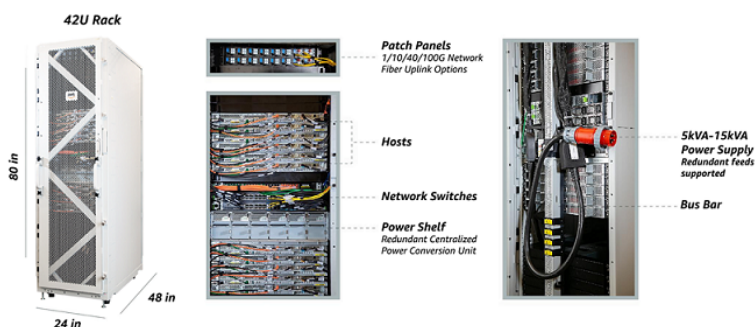 42U Rack
80 in
48 in
24 in
Patch Panels
1/10/40/100G Network
Fiber Uplink Options
Hosts
Network Switches
Power Shelf
Redundant Centralized
Power Conversion Unit
5kVA-15kVA
Power Supply
Redundant feeds
supported
Bus Bar